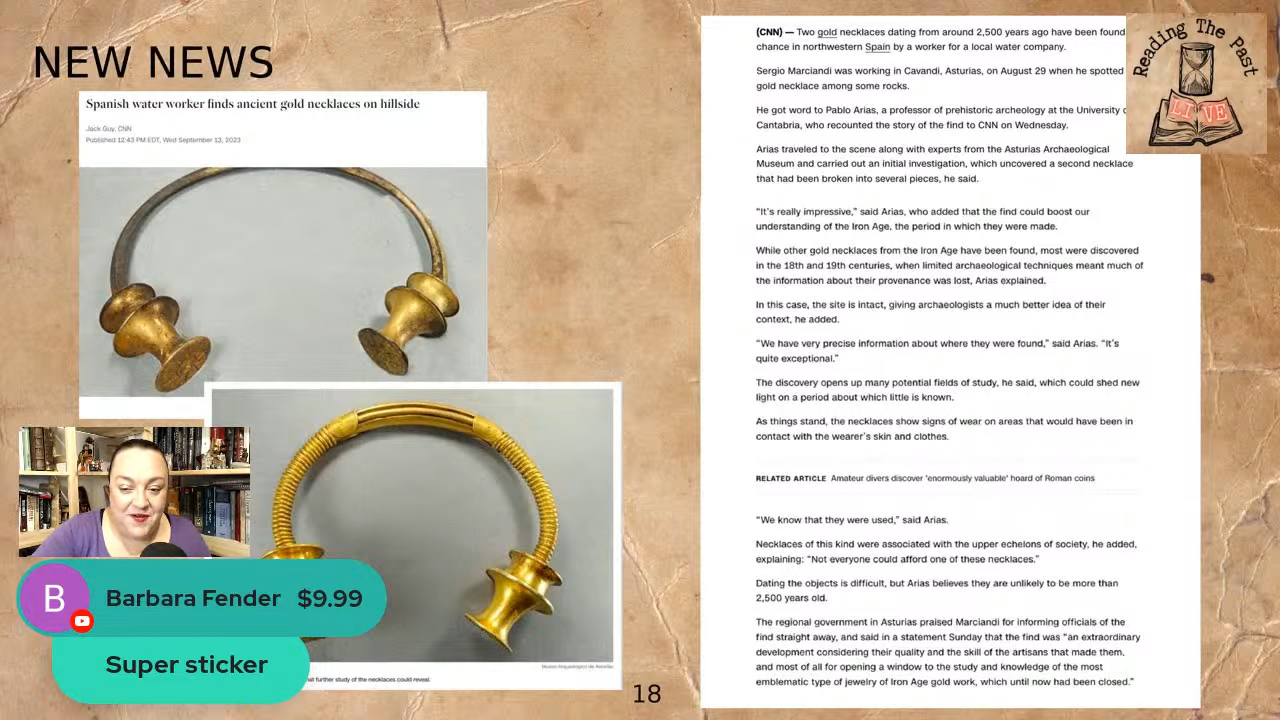 NEW NEWS
Spanish water worker finds ancient gold necklaces on hillside
Jack Guy, CNN
Published 12:43 PM EDT, Wed September 13, 2023
Museo Arqueológico de Asturias
at further study of the necklaces could reveal.
B
Barbara Fender $9.99
Super sticker
18
(CNN) — Two gold necklaces dating from around 2,500 years ago have been found
chance in northwestern Spain by a worker for a local water company.
Sergio Marciandi was working in Cavandi, Asturias, on August 29 when he spotted
gold necklace among some rocks.
He got word to Pablo Arias, a professor of prehistoric archeology at the University
Cantabria, who recounted the story of the find to CNN on Wednesday.
Arias traveled to the scene along with experts from the Asturias Archaeological
Museum and carried out an initial investigation, which uncovered a second necklace
that had been broken into several pieces, he said.
“It’s really impressive,” said Arias, who added that the find could boost our
understanding of the Iron Age, the period in which they were made.
While other gold necklaces from the Iron Age have been found, most were discovered
in the 18th and 19th centuries, when limited archaeological techniques meant much of
the information about their provenance was lost, Arias explained.
In this case, the site is intact, giving archaeologists a much better idea of their
context, he added.
“We have very precise information about where they were found,” said Arias. “It’s
quite exceptional.”
The discovery opens up many potential fields of study, he said, which could shed new
light on a period about which little is known.
As things stand, the necklaces show signs of wear on areas that would have been in
contact with the wearer’s skin and clothes.
RELATED ARTICLE Amateur divers discover ‘enormously valuable’ hoard of Roman coins
“We know that they were used,” said Arias.
Necklaces of this kind were associated with the upper echelons of society, he added,
explaining: “Not everyone could afford one of these necklaces.”
Dating the objects is difficult, but Arias believes they are unlikely to be more than
2,500 years old.
The regional government in Asturias praised Marciandi for informing officials of the
find straight away, and said in a statement Sunday that the find was “an extraordinary
development considering their quality and the skill of the artisans that made them,
and most of all for opening a window to the study and knowledge of the most
emblematic type of jewelry of Iron Age gold work, which until now had been closed.”
Reading The Past
LIVE